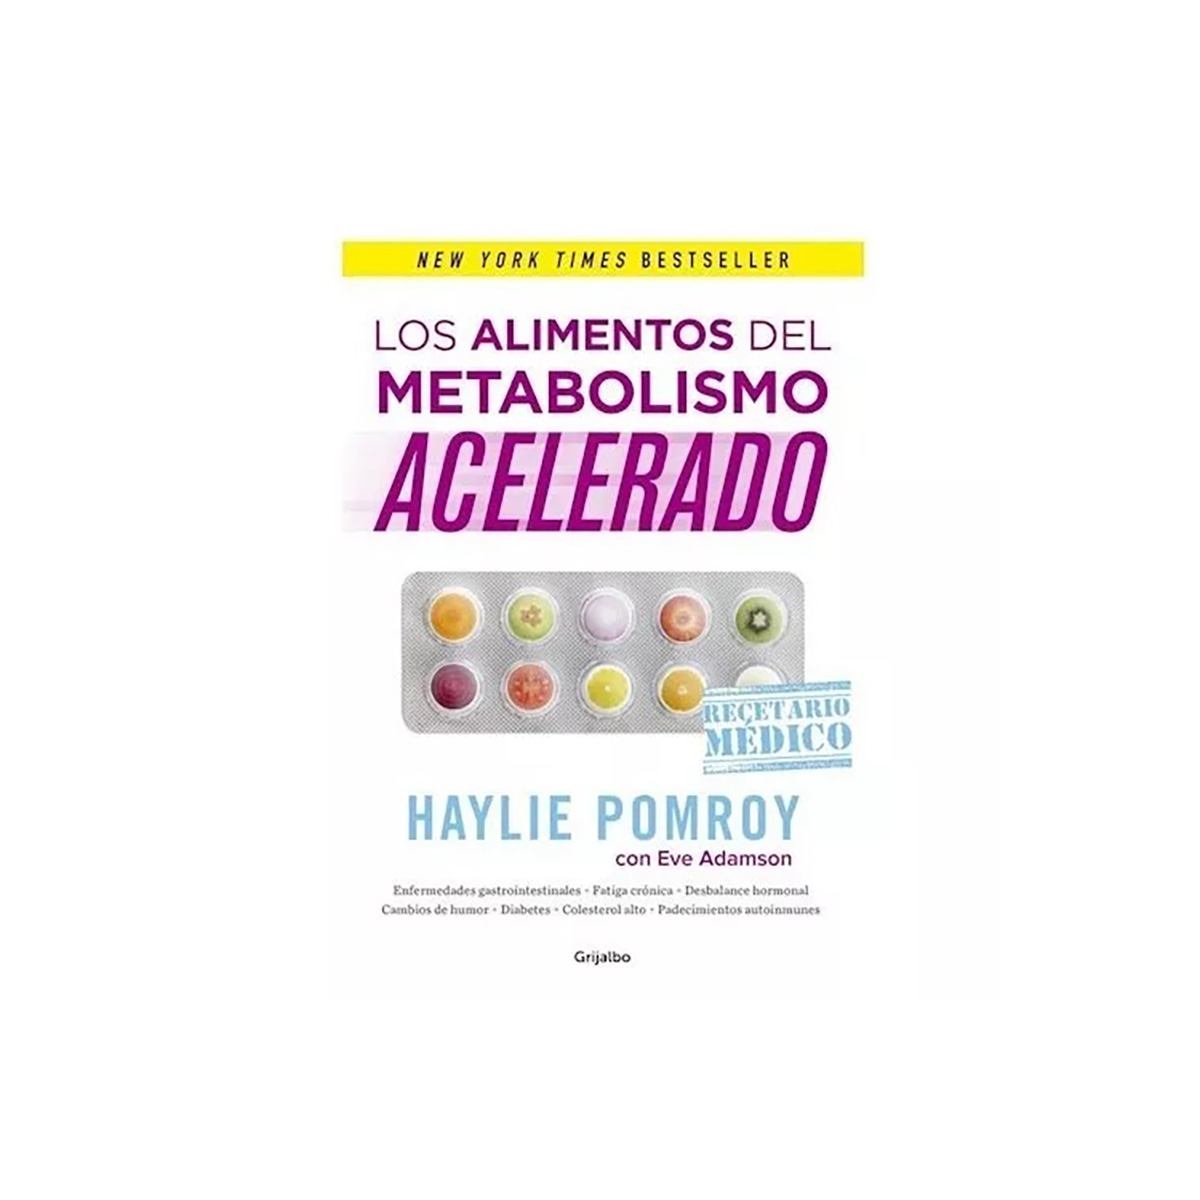 NEW YORK TIMES BESTSELLER
LOS ALIMENTOS DEL
METABOLISMO
ACELERADO
RECETARIO
MÉDICO
HAYLIE POMROY
con Eve Adamson
Enfermedades gastrointestinales • Fatiga crónica • Desbalance hormonal
Cambios de humor • Diabetes • Colesterol alto • Padecimientos autoinmunes
Grijalbo